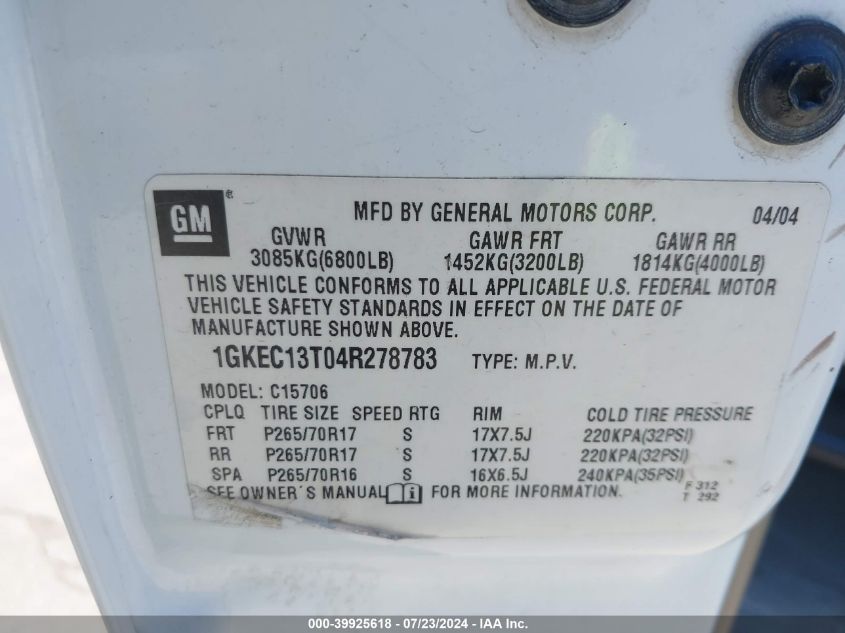 GM®
MFD BY GENERAL MOTORS CORP. 04/04
GVWR GAWR FRT GAWR RR
3085KG(6800LB) 1452KG(3200LB) 1814KG(4000LB)
THIS VEHICLE CONFORMS TO ALL APPLICABLE U.S. FEDERAL MOTOR
VEHICLE SAFETY STANDARDS IN EFFECT ON THE DATE OF
MANUFACTURE SHOWN ABOVE.
1GKEC13T04R278783 TYPE: M.P.V.
MODEL: C15706
CPLQ TIRE SIZE SPEED RTG RIM COLD TIRE PRESSURE
FRT P265/70R17 S 17X7.5J 220KPA(32PSI)
RR P265/70R17 S 17X7.5J 220KPA(32PSI)
SPA P265/70R16 S 16X6.5J 240KPA(35PSI)
SEE OWNER'S MANUAL i FOR MORE INFORMATION.
F 312
T 292
000-39925618 - 07/23/2024 - IAA Inc.